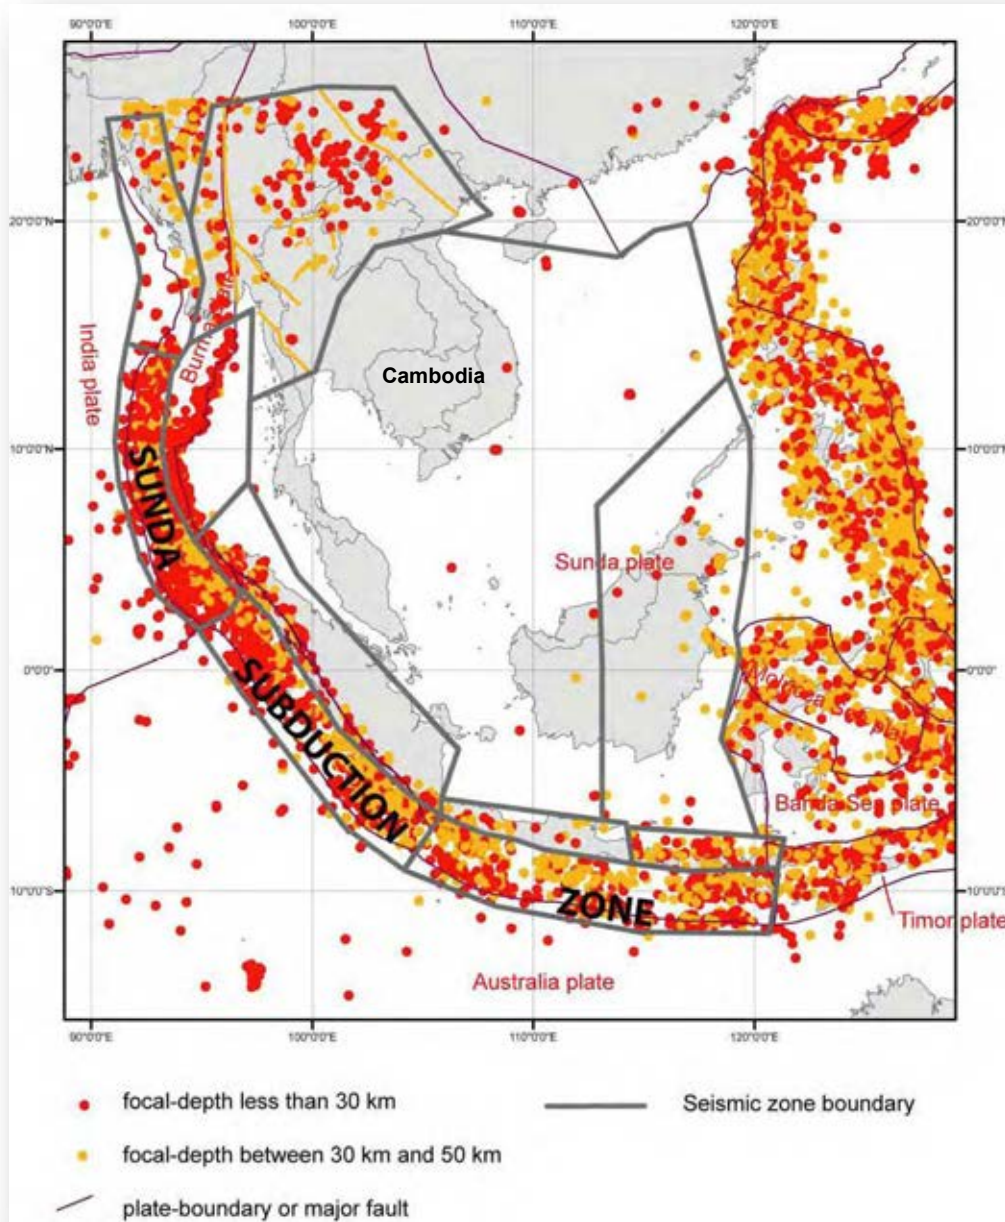 90°0'0"E 100°0'0"E 110°0'0"E 120°0'0"E
20°0'0"N 20°0'0"N
India plate
Burma plate
Cambodia
10°0'0"N 10°0'0"N
SUNDA
Sunda plate
0°0'0" 0°0'0"
SUBDUCTION
Molucca Sea plate
Banda Sea plate
10°0'0"S 10°0'0"S
ZONE
Timor plate
Australia plate
90°0'0"E 100°0'0"E 110°0'0"E 120°0'0"E
focal-depth less than 30 km Seismic zone boundary
focal-depth between 30 km and 50 km
plate-boundary or major fault